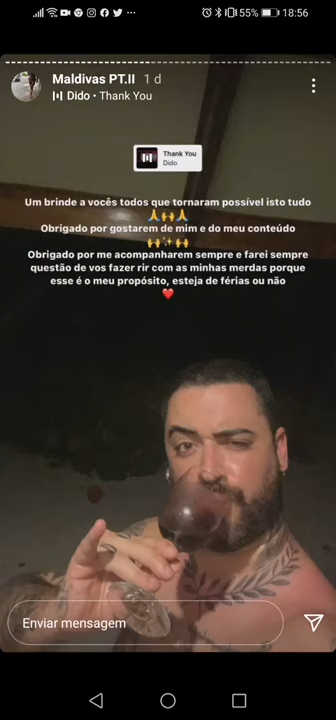 55% 18:56
Maldivas PT.II 1 d
Dido • Thank You
Thank You
Dido
Um brinde a vocês todos que tornaram possível isto tudo
🙏🙌🙏
Obrigado por gostarem de mim e do meu conteúdo
🙌✨🙌
Obrigado por me acompanharem sempre e farei sempre
questão de vos fazer rir com as minhas merdas porque
esse é o meu propósito, esteja de férias ou não
❤️
Enviar mensagem